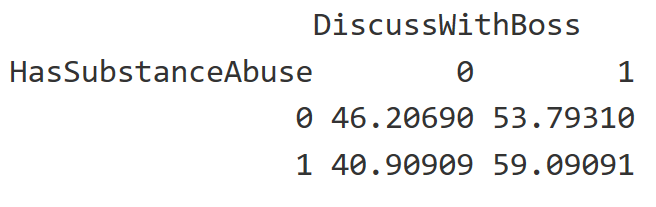 DiscussWithBoss
HasSubstanceAbuse 0 1
0 46.20690 53.79310
1 40.90909 59.09091